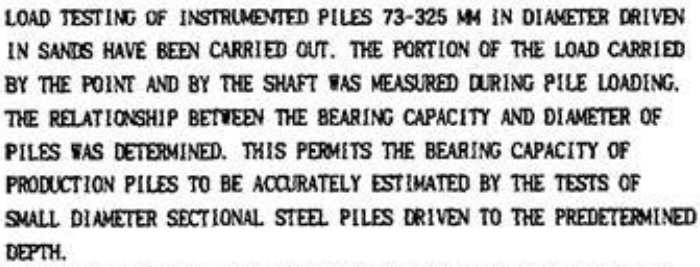 LOAD TESTING OF INSTRUMENTED PILES 73-325 MM IN DIAMETER DRIVEN
IN SANDS HAVE BEEN CARRIED OUT. THE PORTION OF THE LOAD CARRIED
BY THE POINT AND BY THE SHAFT WAS MEASURED DURING PILE LOADING.
THE RELATIONSHIP BETWEEN THE BEARING CAPACITY AND DIAMETER OF
PILES WAS DETERMINED. THIS PERMITS THE BEARING CAPACITY OF
PRODUCTION PILES TO BE ACCURATELY ESTIMATED BY THE TESTS OF
SMALL DIAMETER SECTIONAL STEEL PILES DRIVEN TO THE PREDETERMINED
DEPTH.